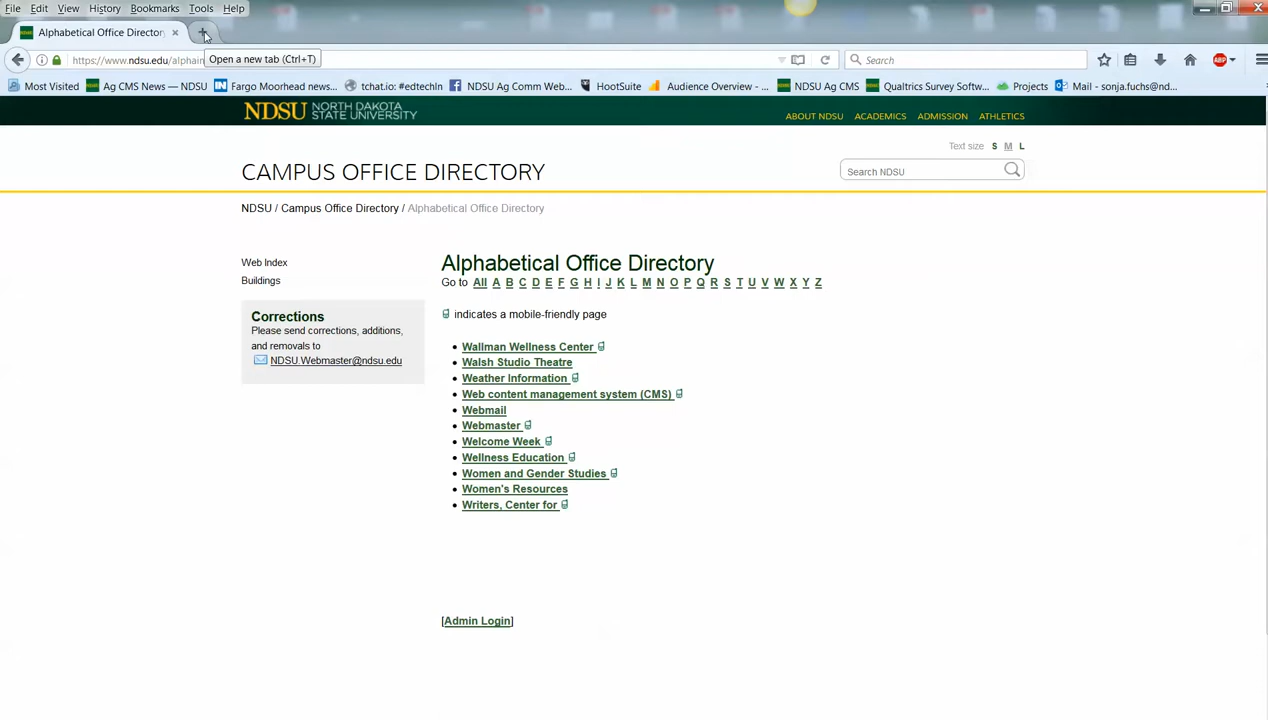 File Edit View History Bookmarks Tools Help
Alphabetical Office Directory
https://www.ndsu.edu/alphain
Open a new tab (Ctrl+T)
Search
Most Visited Ag CMS News — NDSU Fargo Moorhead news... tchat.io: #edtechln NDSU Ag Comm Web... HootSuite Audience Overview - ... NDSU Ag CMS Qualtrics Survey Softw... Projects Mail - sonja.fuchs@nd...
NDSU NORTH DAKOTA
STATE UNIVERSITY
ABOUT NDSU ACADEMICS ADMISSION ATHLETICS
Text size S M L
CAMPUS OFFICE DIRECTORY
Search NDSU
NDSU / Campus Office Directory / Alphabetical Office Directory
Web Index
Buildings
Corrections
Please send corrections, additions,
and removals to
NDSU.Webmaster@ndsu.edu
Alphabetical Office Directory
Go to All A B C D E F G H I J K L M N O P Q R S T U V W X Y Z
indicates a mobile-friendly page
Wallman Wellness Center
Walsh Studio Theatre
Weather Information
Web content management system (CMS)
Webmail
Webmaster
Welcome Week
Wellness Education
Women and Gender Studies
Women's Resources
Writers, Center for
[Admin Login]